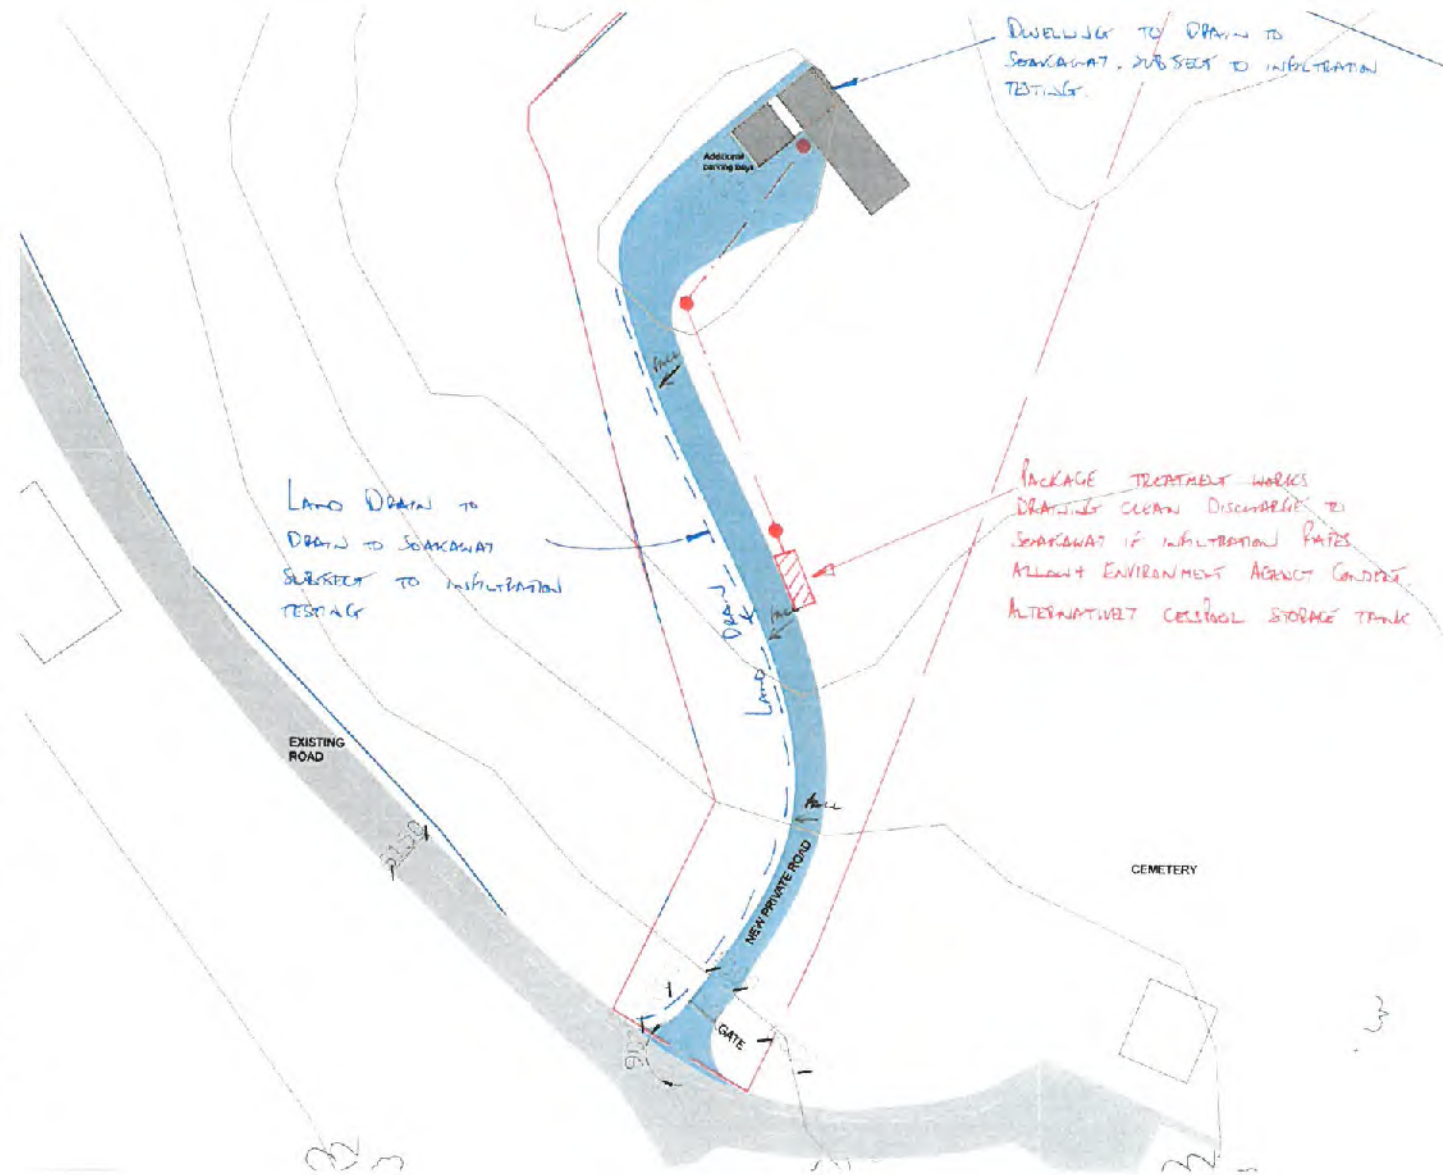 DWELLING TO DRAIN TO
SOAKAWAY. SUBJECT TO INFILTRATION
TESTING.
Additional
parking bays
FALL
LAND DRAIN TO
DRAIN TO SOAKAWAY
SUBJECT TO INFILTRATION
TESTING
PACKAGE TREATMENT WORKS
DRAINING CLEAN DISCHARGE TO
SOAKAWAY IF INFILTRATION RATES
ALLOW + ENVIRONMENT AGENCY CONSENT.
ALTERNATIVELY CESSPOOL STORAGE TANK
FALL
LAND DRAIN
EXISTING
ROAD
FALL
NEW PRIVATE ROAD
CEMETERY
GATE